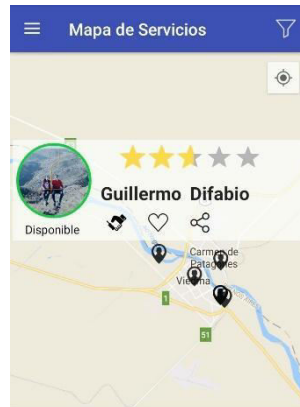 Mapa de Servicios
Guillermo Difabio
Disponible
Carmen de
Patagones
Viedma
1
51